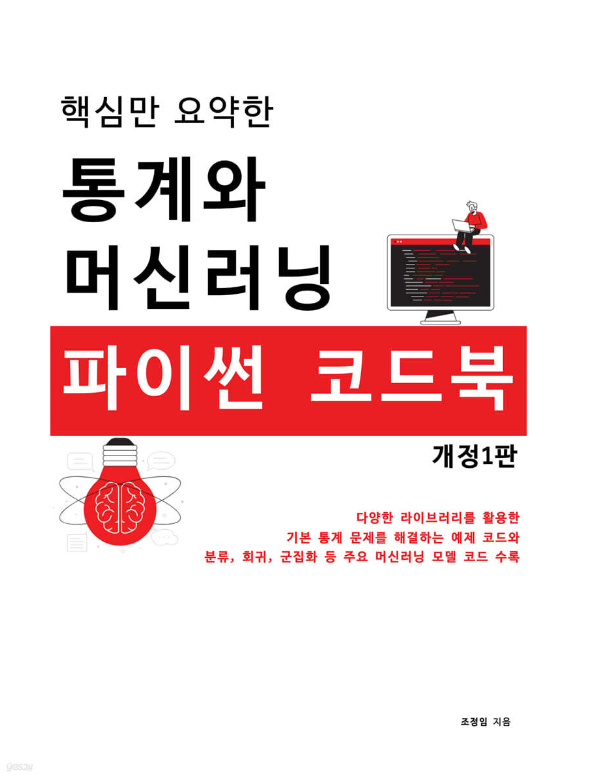 핵심만 요약한
통계와
머신러닝
파이썬 코드북
개정1판
다양한 라이브러리를 활용한
기본 통계 문제를 해결하는 예제 코드와
분류, 회귀, 군집화 등 주요 머신러닝 모델 코드 수록
조정임 지음
yes24